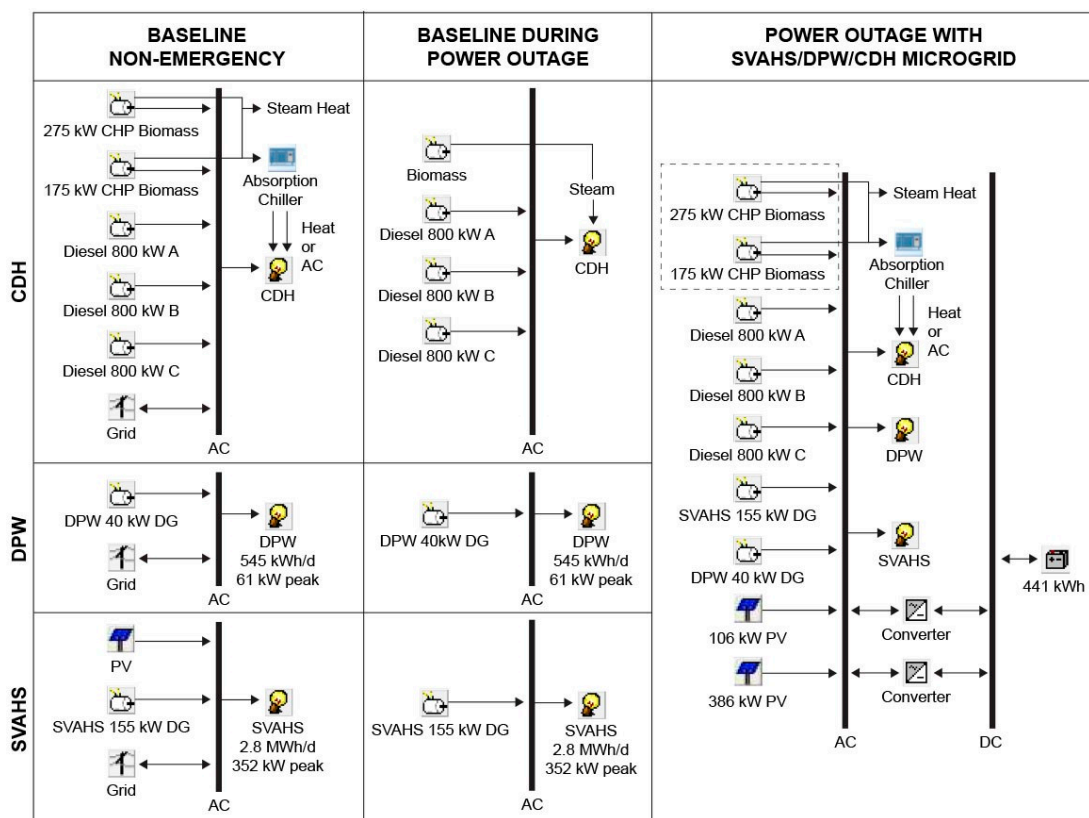 BASELINE
NON-EMERGENCY
BASELINE DURING
POWER OUTAGE
POWER OUTAGE WITH
SVAHS/DPW/CDH MICROGRID
CDH
275 kW CHP Biomass
Steam Heat
175 kW CHP Biomass
Absorption
Chiller
Heat
or
AC
Diesel 800 kW A
CDH
Diesel 800 kW B
Diesel 800 kW C
Grid
AC
Biomass
Steam
Diesel 800 kW A
CDH
Diesel 800 kW B
Diesel 800 kW C
AC
DPW
DPW 40 kW DG
DPW
545 kWh/d
61 kW peak
Grid
AC
DPW 40kW DG
DPW
545 kWh/d
61 kW peak
AC
SVAHS
PV
SVAHS 155 kW DG
SVAHS
2.8 MWh/d
352 kW peak
Grid
AC
SVAHS 155 kW DG
SVAHS
2.8 MWh/d
352 kW peak
AC
275 kW CHP Biomass
Steam Heat
175 kW CHP Biomass
Absorption
Chiller
Heat
or
AC
Diesel 800 kW A
CDH
Diesel 800 kW B
Diesel 800 kW C
DPW
SVAHS 155 kW DG
SVAHS
DPW 40 kW DG
441 kWh
106 kW PV
Converter
386 kW PV
Converter
AC
DC